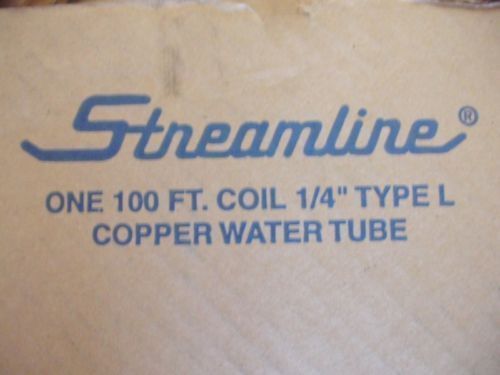 Streamline®
ONE 100 FT. COIL 1/4" TYPE L
COPPER WATER TUBE